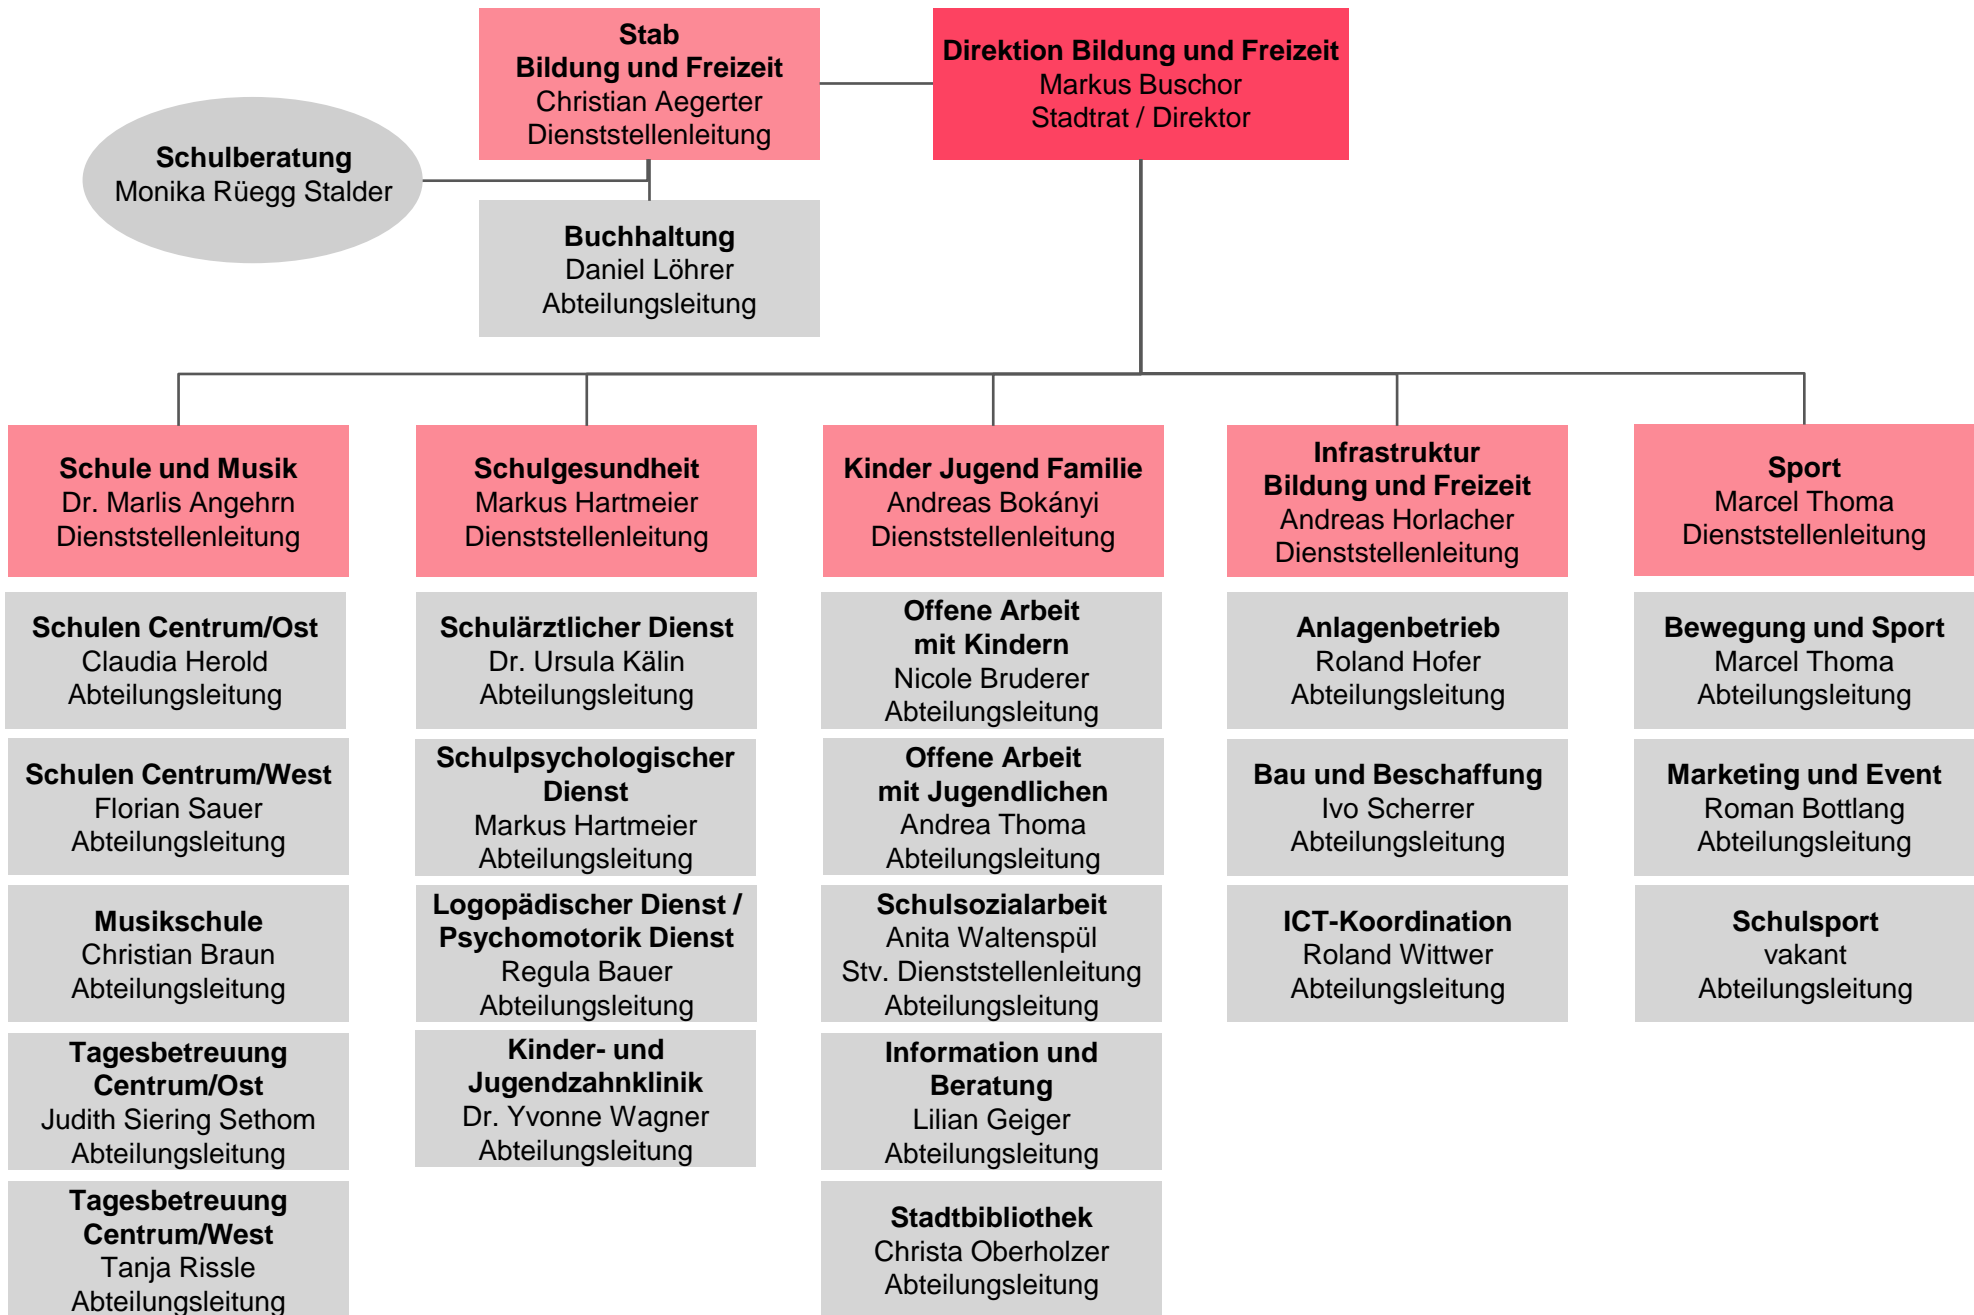 Stab
Bildung und Freizeit
Christian Aegerter
Dienststellenleitung
Direktion Bildung und Freizeit
Markus Buschor
Stadtrat / Direktor
Schulberatung
Monika Rüegg Stalder
Buchhaltung
Daniel Löhrer
Abteilungsleitung
Schule und Musik
Dr. Marlis Angehrn
Dienststellenleitung
Schulen Centrum/Ost
Claudia Herold
Abteilungsleitung
Schulen Centrum/West
Florian Sauer
Abteilungsleitung
Musikschule
Christian Braun
Abteilungsleitung
Tagesbetreuung
Centrum/Ost
Judith Siering Sethom
Abteilungsleitung
Tagesbetreuung
Centrum/West
Tanja Rissle
Abteilungsleitung
Schulgesundheit
Markus Hartmeier
Dienststellenleitung
Schulärztlicher Dienst
Dr. Ursula Kälin
Abteilungsleitung
Schulpsychologischer
Dienst
Markus Hartmeier
Abteilungsleitung
Logopädischer Dienst /
Psychomotorik Dienst
Regula Bauer
Abteilungsleitung
Kinder- und
Jugendzahnklinik
Dr. Yvonne Wagner
Abteilungsleitung
Kinder Jugend Familie
Andreas Bokányi
Dienststellenleitung
Offene Arbeit
mit Kindern
Nicole Bruderer
Abteilungsleitung
Offene Arbeit
mit Jugendlichen
Andrea Thoma
Abteilungsleitung
Schulsozialarbeit
Anita Waltenspül
Stv. Dienststellenleitung
Abteilungsleitung
Information und
Beratung
Lilian Geiger
Abteilungsleitung
Stadtbibliothek
Christa Oberholzer
Abteilungsleitung
Infrastruktur
Bildung und Freizeit
Andreas Horlacher
Dienststellenleitung
Anlagenbetrieb
Roland Hofer
Abteilungsleitung
Bau und Beschaffung
Ivo Scherrer
Abteilungsleitung
ICT-Koordination
Roland Wittwer
Abteilungsleitung
Sport
Marcel Thoma
Dienststellenleitung
Bewegung und Sport
Marcel Thoma
Abteilungsleitung
Marketing und Event
Roman Bottlang
Abteilungsleitung
Schulsport
vakant
Abteilungsleitung